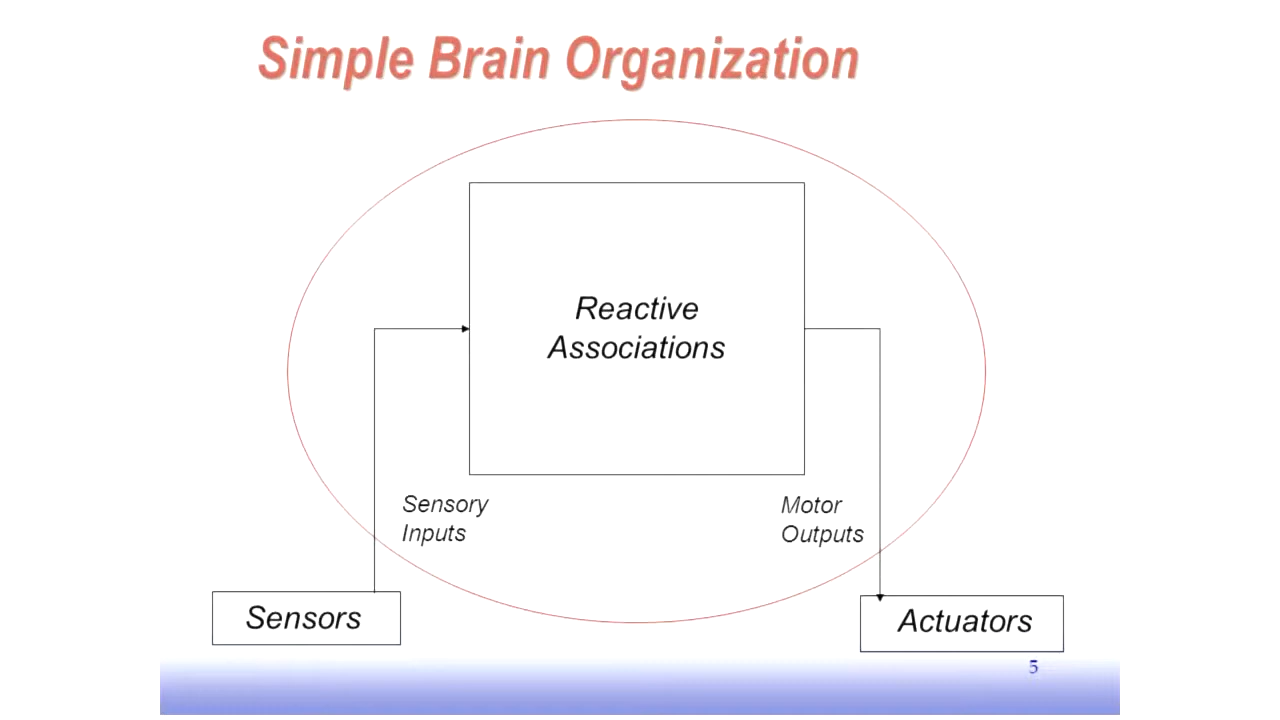 Simple Brain Organization
Reactive
Associations
Sensory
Inputs
Motor
Outputs
Sensors
Actuators
5